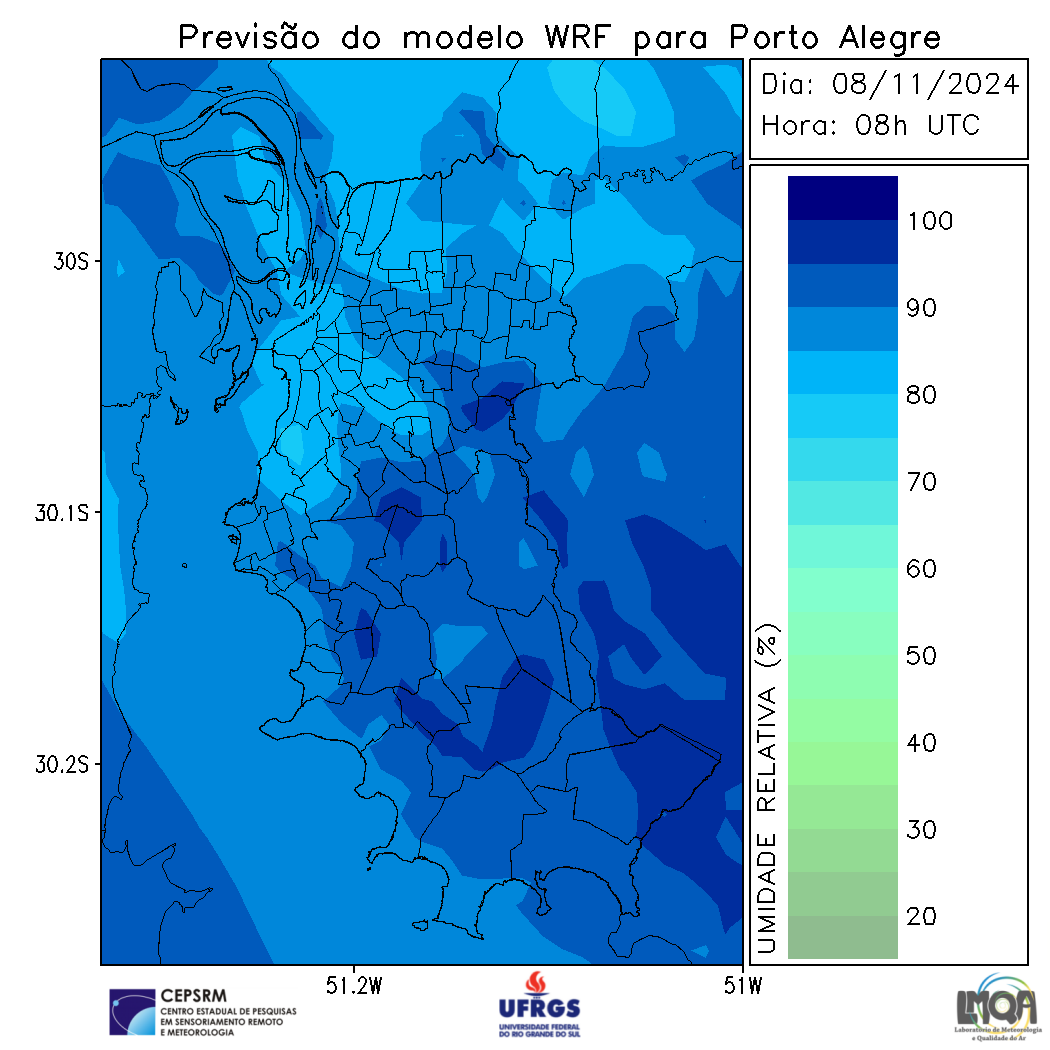 Previsão do modelo WRF para Porto Alegre
Dia: 08/11/2024
Hora: 08h UTC
30S
30.1S
30.2S
51.2W
51W
100
90
80
70
60
50
40
30
20
UMIDADE RELATIVA (%)
CEPSRM
CENTRO ESTADUAL DE PESQUISAS
EM SENSORIAMENTO REMOTO
E METEOROLOGIA
UFRGS
UNIVERSIDADE FEDERAL
DO RIO GRANDE DO SUL
LMQA
Laboratório de Meteorologia
e Qualidade do Ar